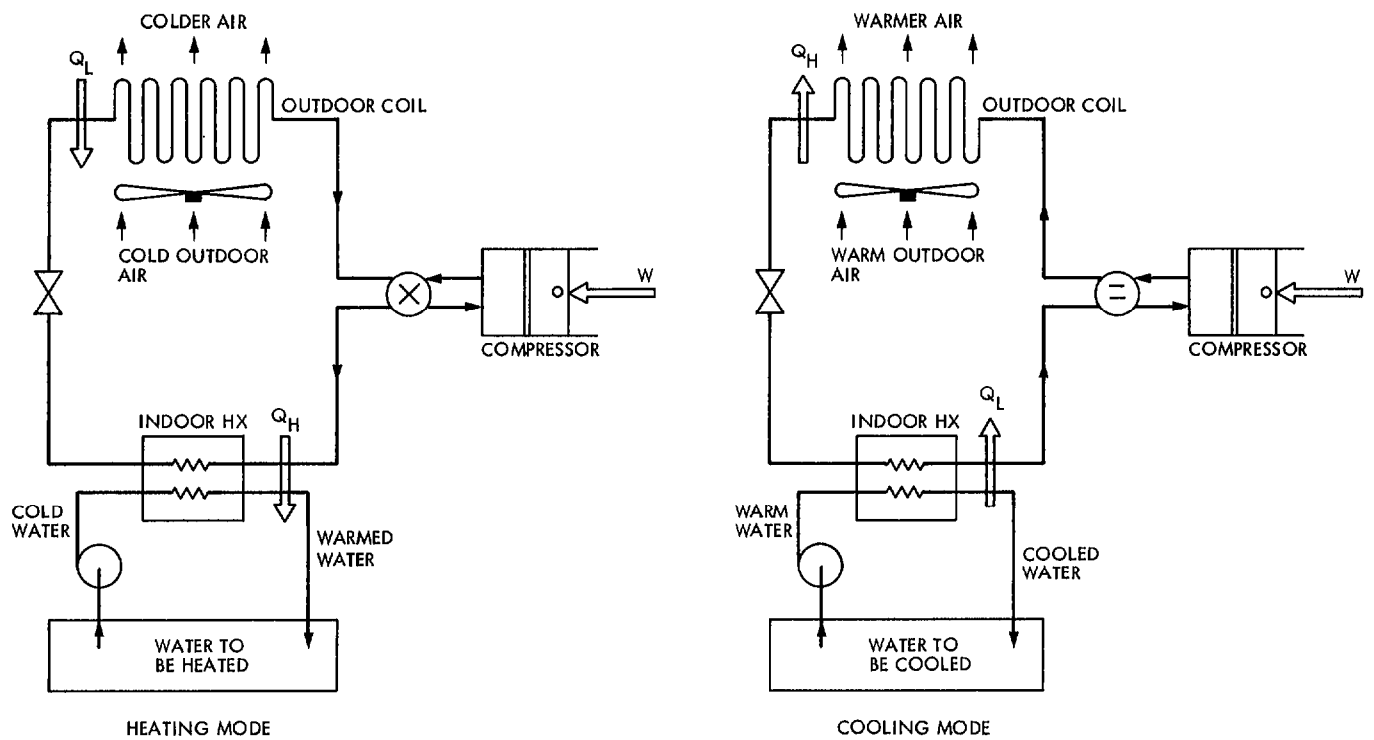 COLDER AIR
Q_L
OUTDOOR COIL
COLD OUTDOOR
AIR
W
COMPRESSOR
INDOOR HX
Q_H
COLD
WATER
WARMED
WATER
WATER TO
BE HEATED
HEATING MODE
WARMER AIR
Q_H
OUTDOOR COIL
WARM OUTDOOR
AIR
W
COMPRESSOR
INDOOR HX
Q_L
WARM
WATER
COOLED
WATER
WATER TO
BE COOLED
COOLING MODE